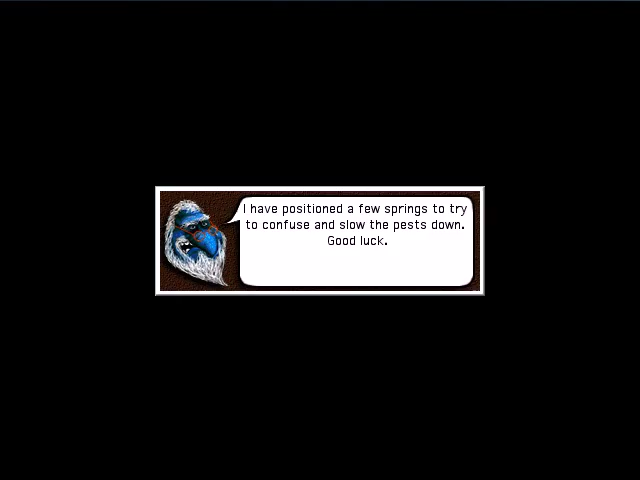 I have positioned a few springs to try
to confuse and slow the pests down.
Good luck.